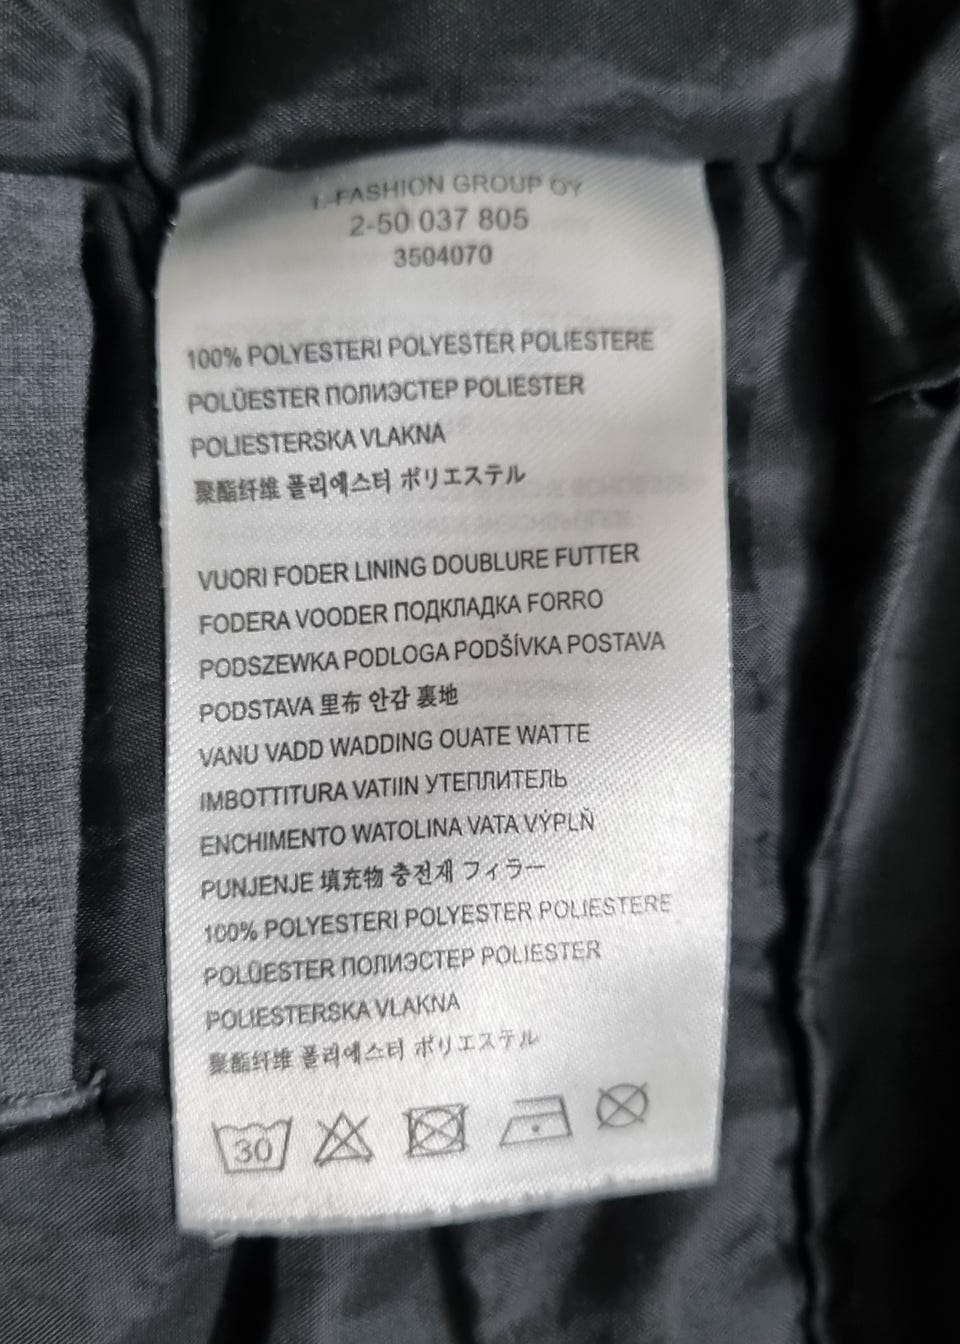 L-FASHION GROUP OY
2-50 037 805
3504070
100% POLYESTERI POLYESTER POLIESTERE
POLÜESTER ПОЛИЭСТЕР POLIESTER
POLIESTERSKA VLAKNA
聚酯纤维 폴리에스터 ポリエステル
VUORI FODER LINING DOUBLURE FUTTER
FODERA VOODER ПОДКЛАДКА FORRO
PODSZEWKA PODLOGA PODŠÍVKA POSTAVA
PODSTAVA 里布 안감 裏地
VANU VADD WADDING OUATE WATTE
IMBOTTITURA VATIIN УТЕПЛИТЕЛЬ
ENCHIMENTO WATOLINA VATA VÝPLŇ
PUNJENJE 填充物 충전재 フィラー
100% POLYESTERI POLYESTER POLIESTERE
POLÜESTER ПОЛИЭСТЕР POLIESTER
POLIESTERSKA VLAKNA
聚酯纤维 폴리에스터 ポリエステル
30